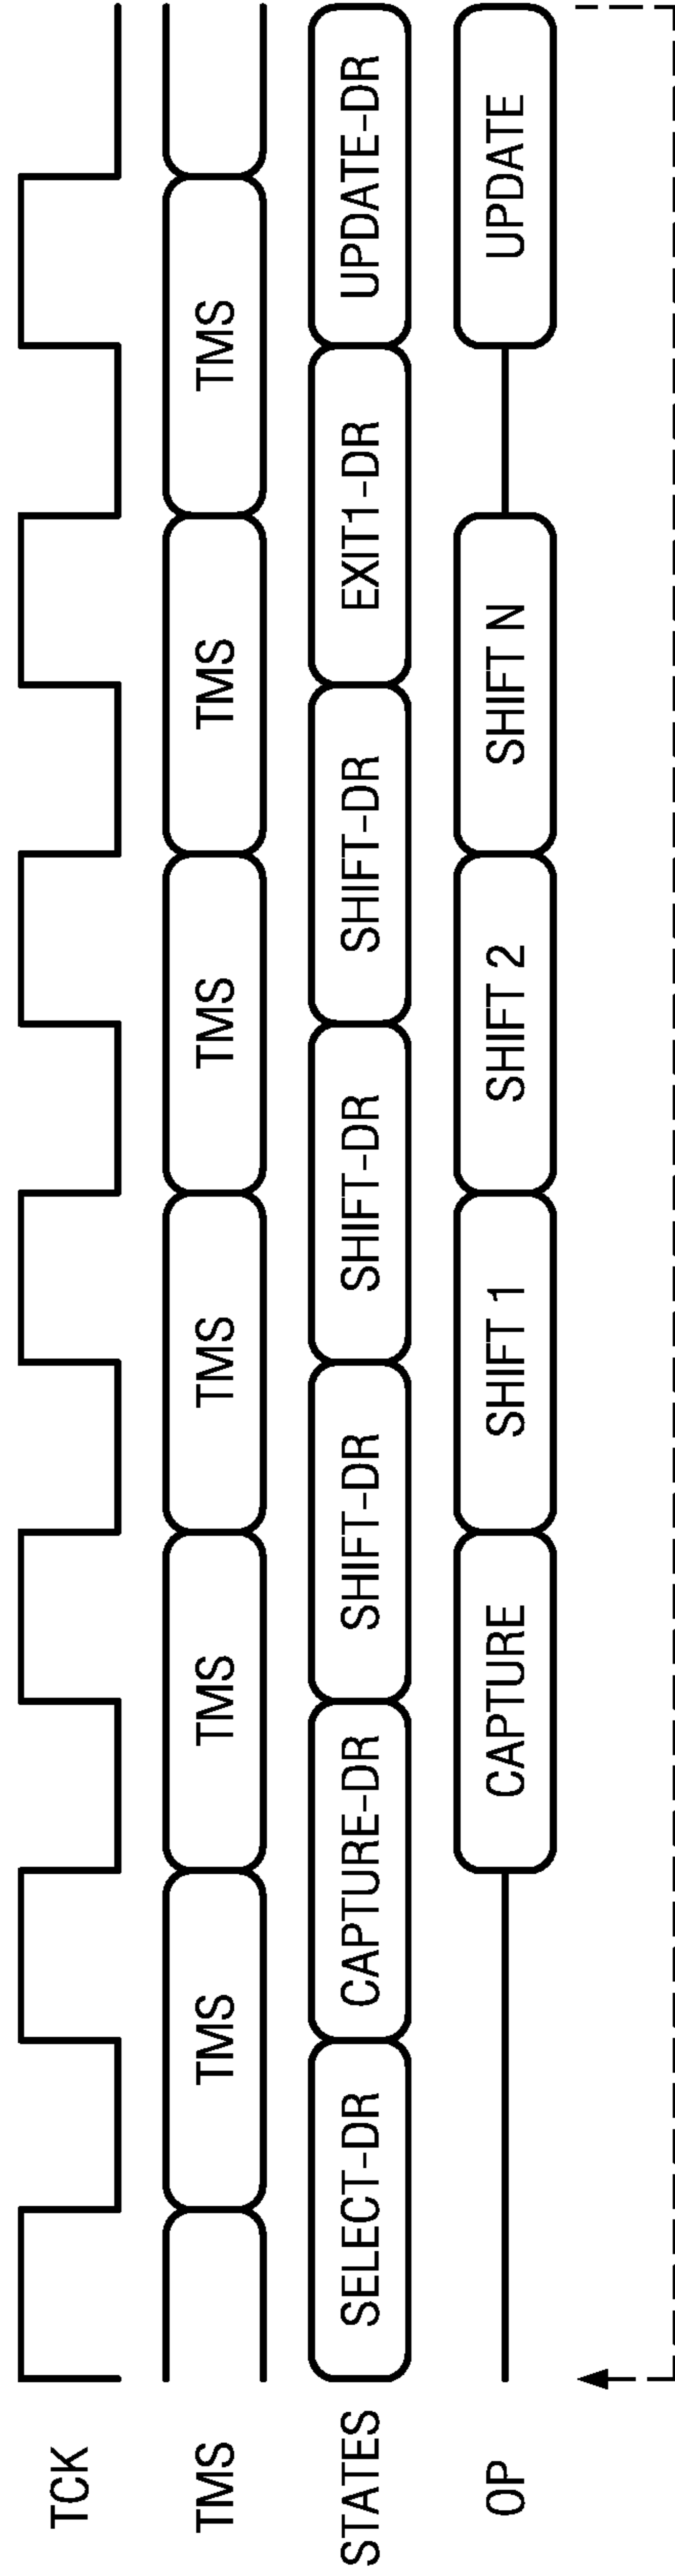 TCK
TMS TMS TMS TMS TMS TMS TMS
STATES SELECT-DR CAPTURE-DR SHIFT-DR SHIFT-DR SHIFT-DR EXIT1-DR UPDATE-DR
OP CAPTURE SHIFT 1 SHIFT 2 SHIFT N UPDATE